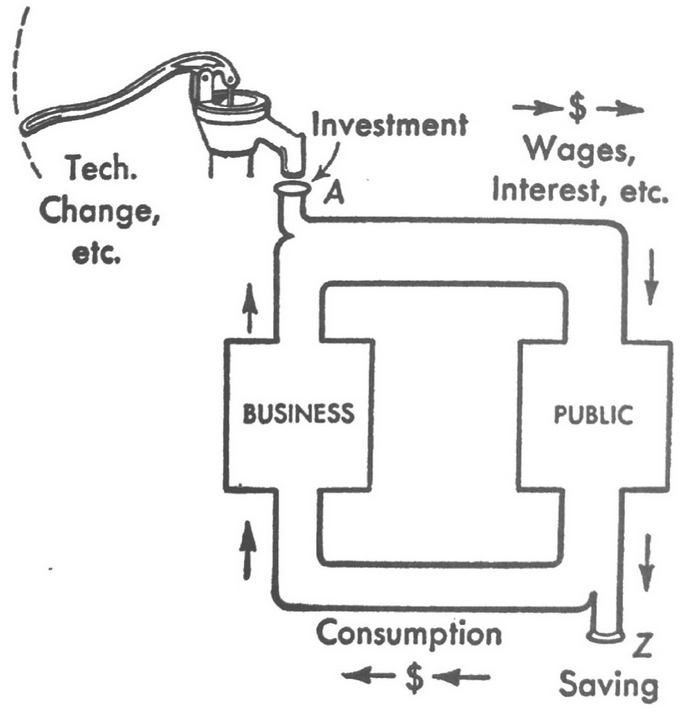 Investment
$
Wages,
Interest, etc.
Tech.
Change,
etc.
A
BUSINESS
PUBLIC
Consumption
$
Z
Saving